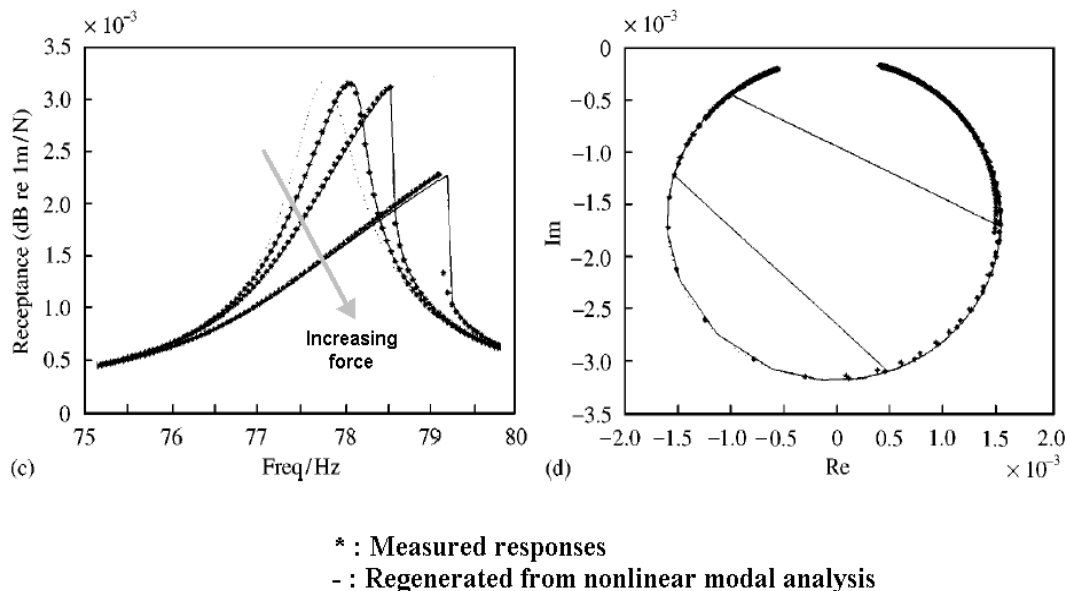 × 10⁻³
3.5
3.0
2.5
2.0
1.5
1.0
0.5
0
Receptance (dB re 1m/N)
Increasing
force
75 76 77 78 79 80
(c) Freq/Hz
× 10⁻³
0
−0.5
−1.0
−1.5
−2.0
−2.5
−3.0
−3.5
Im
−2.0 −1.5 −1.0 −0.5 0 0.5 1.0 1.5 2.0
(d) Re × 10⁻³
* : Measured responses
- : Regenerated from nonlinear modal analysis